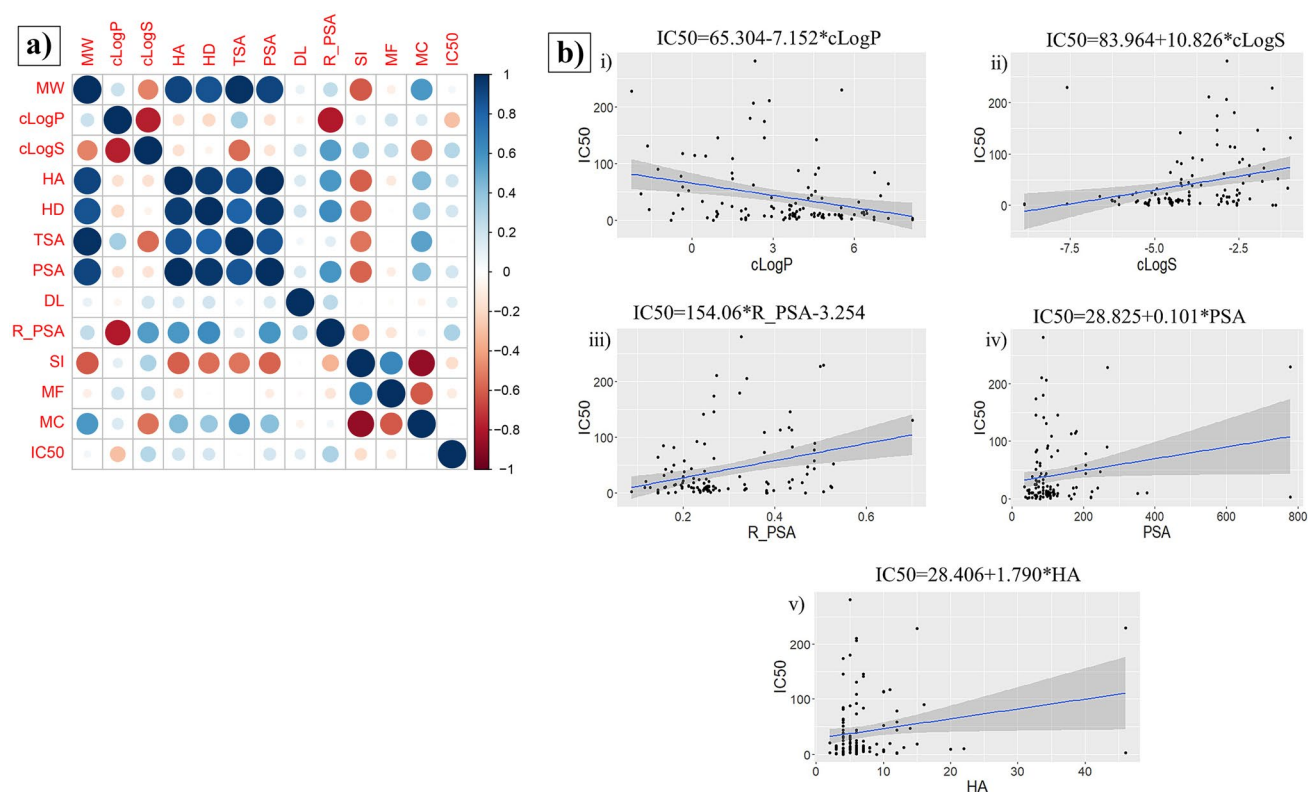 a)
MW cLogP cLogS HA HD TSA PSA DL R_PSA SI MF MC IC50
MW
cLogP
cLogS
HA
HD
TSA
PSA
DL
R_PSA
SI
MF
MC
IC50
1
0.8
0.6
0.4
0.2
0
−0.2
−0.4
−0.6
−0.8
−1
b)
IC50=65.304-7.152*cLogP
i)
IC50
200
100
0
0 3 6
cLogP
IC50=83.964+10.826*cLogS
ii)
IC50
200
100
0
-7.5 -5.0 -2.5
cLogS
IC50=154.06*R_PSA-3.254
iii)
IC50
200
100
0
0.2 0.4 0.6
R_PSA
IC50=28.825+0.101*PSA
iv)
IC50
200
100
0
0 200 400 600 800
PSA
IC50=28.406+1.790*HA
v)
IC50
200
100
0
0 10 20 30 40
HA